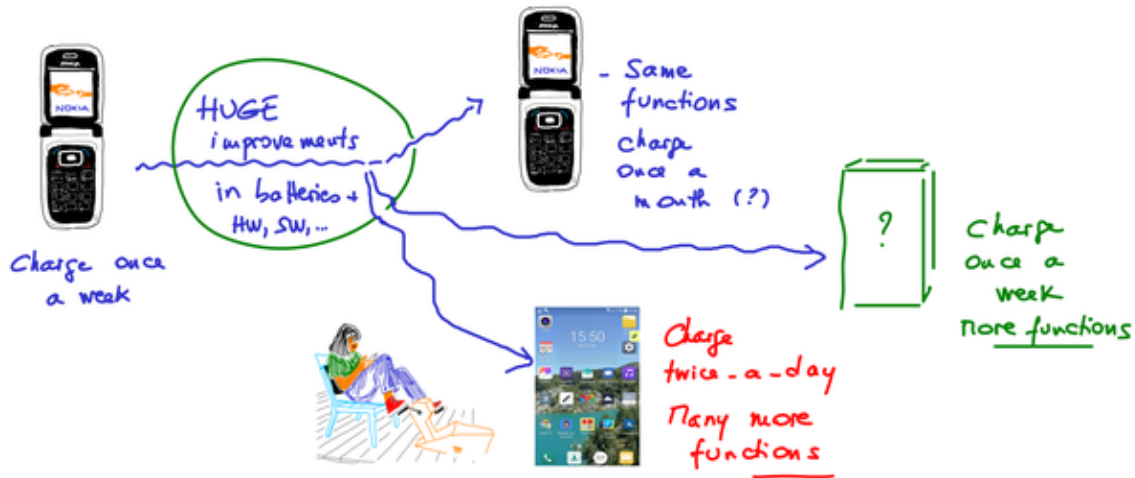 NOKIA
Charge once
a week
HUGE
improvements
in batteries +
HW, SW, ...
NOKIA
- Same
functions
charge
once a
month (?)
?
Charge
once a
week
more functions
15:50
Charge
twice-a-day
Many more
functions